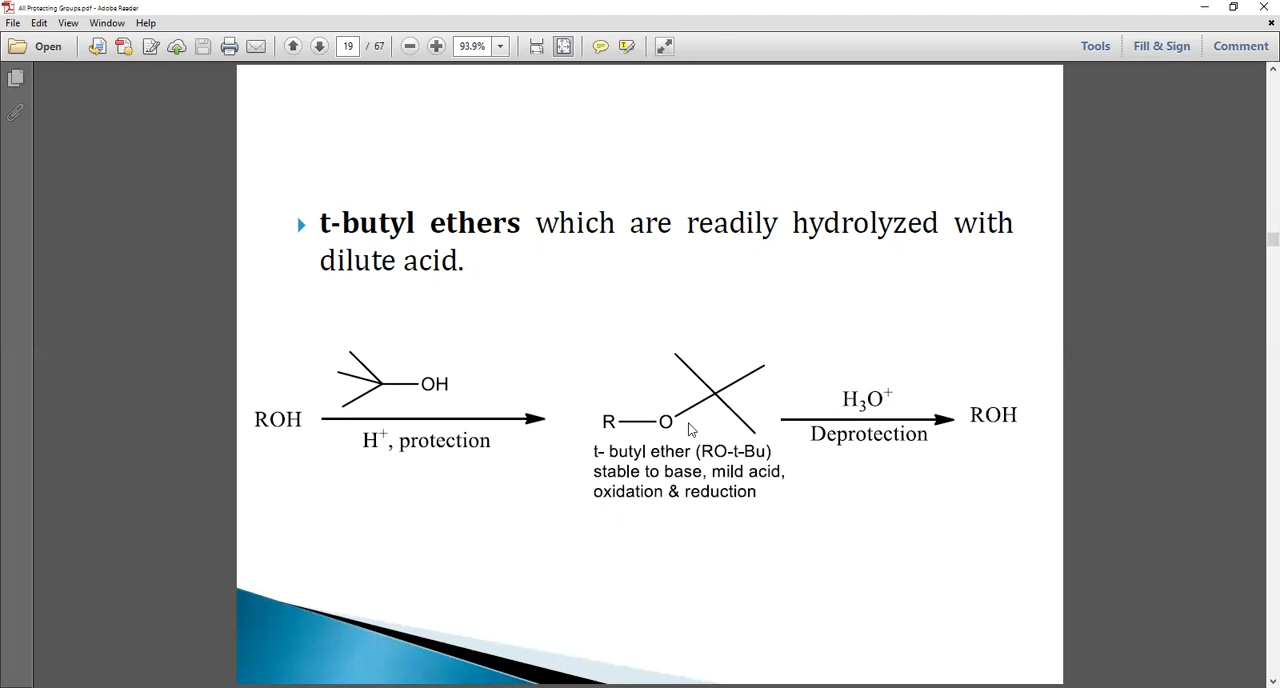 All Protecting Groups.pdf - Adobe Reader
File Edit View Window Help
Open 19 / 67 93.9% Tools Fill & Sign Comment
t-butyl ethers which are readily hydrolyzed with
dilute acid.
OH
ROH
H+, protection
R O
t- butyl ether (RO-t-Bu)
stable to base, mild acid,
oxidation & reduction
H3O+
Deprotection
ROH